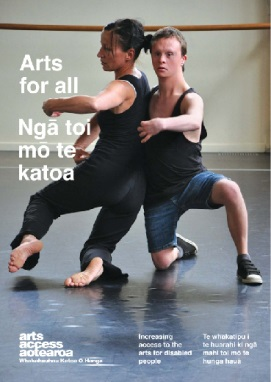 Arts
for all
Ngā toi
mō te
katoa
arts
access
aotearoa
Whakahauhau Katoa O Hanga
Increasing
access to the
arts for disabled
people
Te whakatipu i
te huarahi ki ngā
mahi toi mō te
hunga hauā